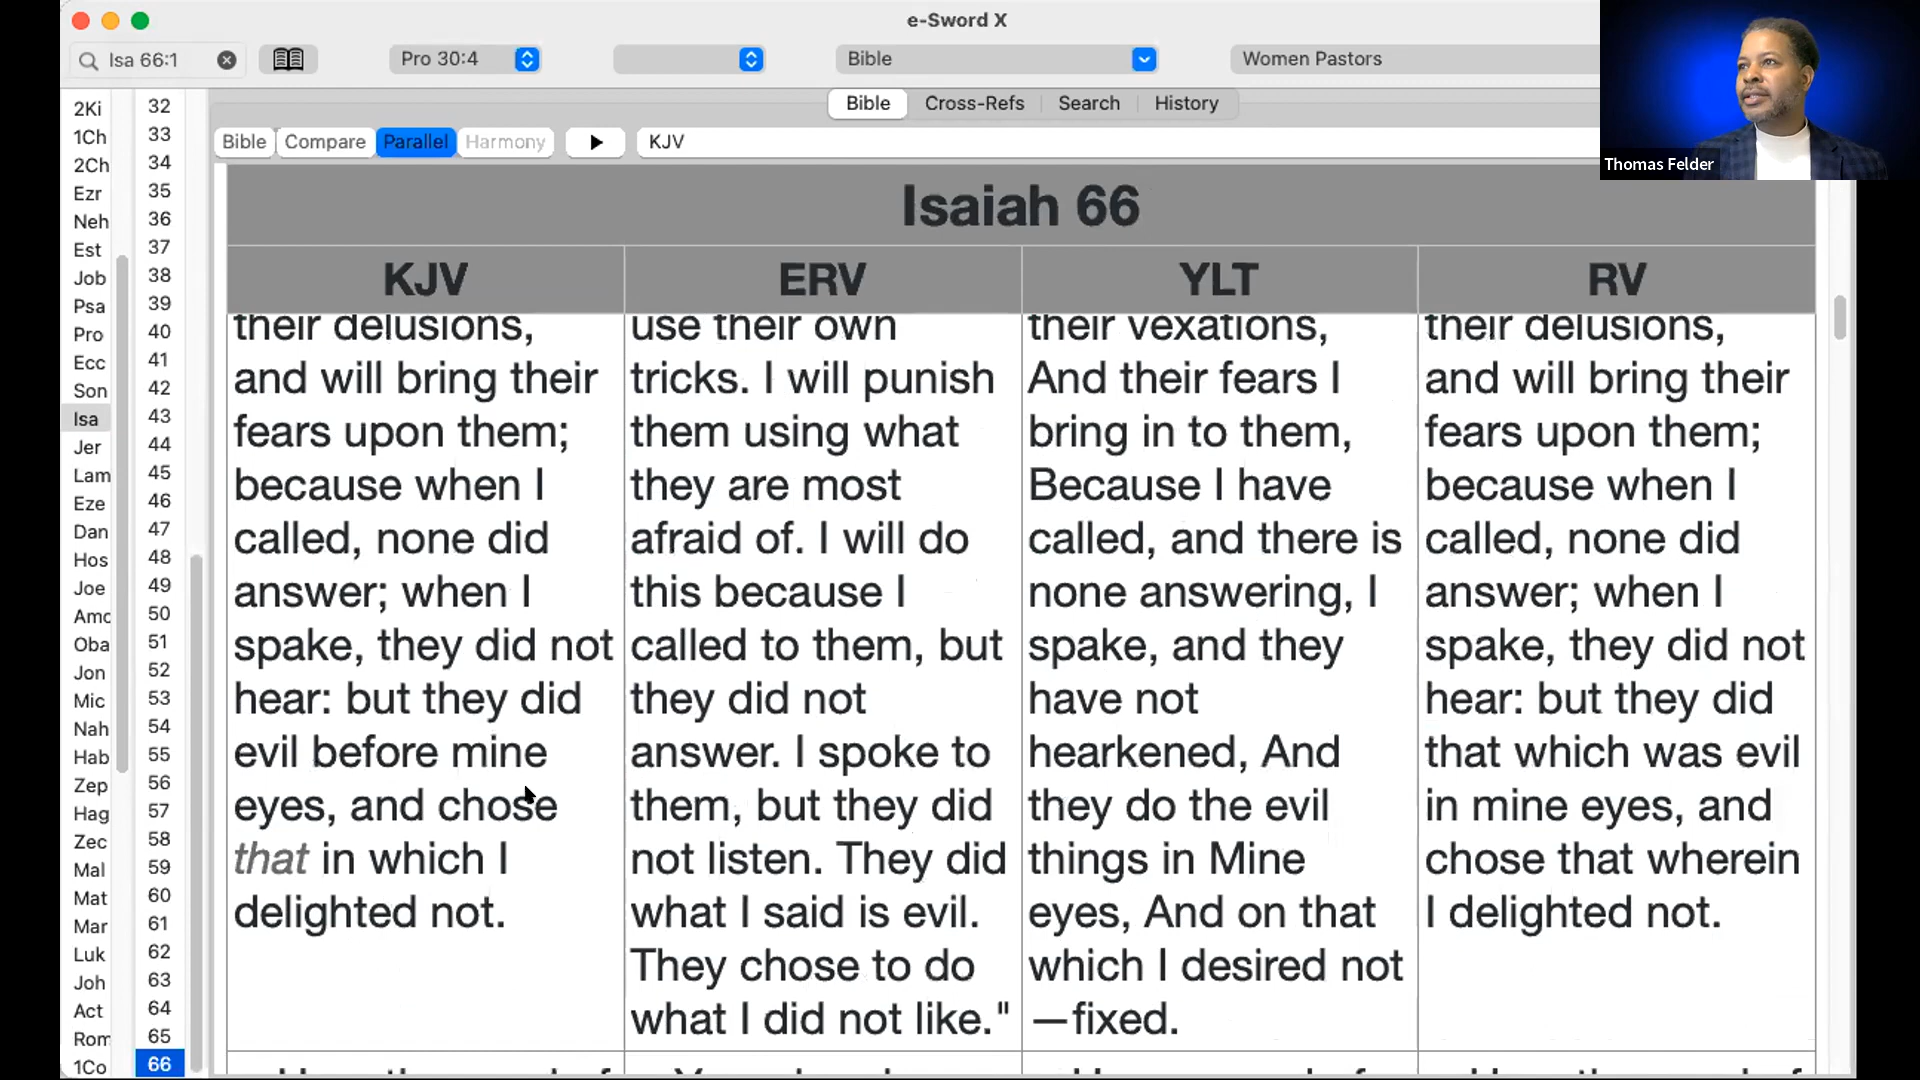 e-Sword X
Isa 66:1
Pro 30:4
Bible
Women Pastors
Bible
Cross-Refs
Search
History
Bible
Compare
Parallel
Harmony
KJV
Thomas Felder
2Ki
1Ch
2Ch
Ezr
Neh
Est
Job
Psa
Pro
Ecc
Son
Isa
Jer
Lam
Eze
Dan
Hos
Joe
Amo
Oba
Jon
Mic
Nah
Hab
Zep
Hag
Zec
Mal
Mat
Mar
Luk
Joh
Act
Rom
1Co
32
33
34
35
36
37
38
39
40
41
42
43
44
45
46
47
48
49
50
51
52
53
54
55
56
57
58
59
60
61
62
63
64
65
66
Isaiah 66
KJV
their delusions,
and will bring their
fears upon them;
because when I
called, none did
answer; when I
spake, they did not
hear: but they did
evil before mine
eyes, and chose
that in which I
delighted not.
ERV
use their own
tricks. I will punish
them using what
they are most
afraid of. I will do
this because I
called to them, but
they did not
answer. I spoke to
them, but they did
not listen. They did
what I said is evil.
They chose to do
what I did not like."
YLT
their vexations,
And their fears I
bring in to them,
Because I have
called, and there is
none answering, I
spake, and they
have not
hearkened, And
they do the evil
things in Mine
eyes, And on that
which I desired not
—fixed.
RV
their delusions,
and will bring their
fears upon them;
because when I
called, none did
answer; when I
spake, they did not
hear: but they did
that which was evil
in mine eyes, and
chose that wherein
I delighted not.